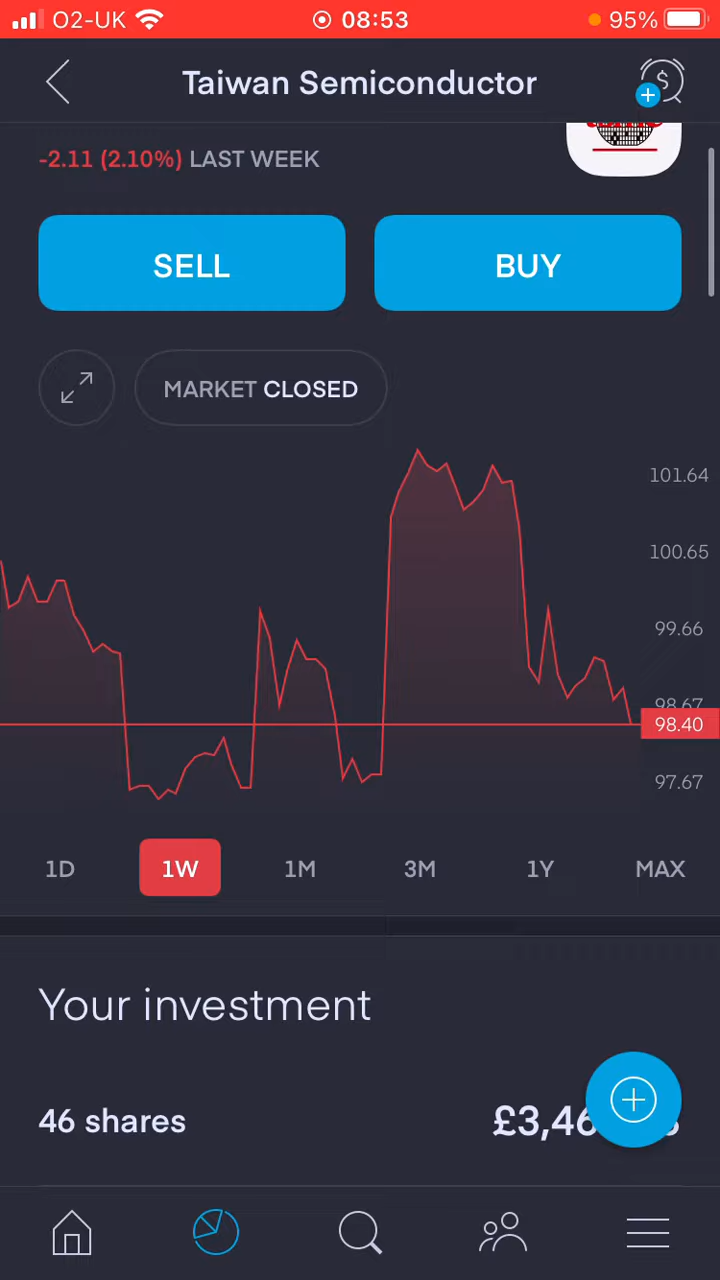 O2-UK 08:53 95%
Taiwan Semiconductor
-2.11 (2.10%) LAST WEEK
SELL BUY
MARKET CLOSED
101.64
100.65
99.66
98.67
98.40
97.67
1D 1W 1M 3M 1Y MAX
Your investment
46 shares £3,46